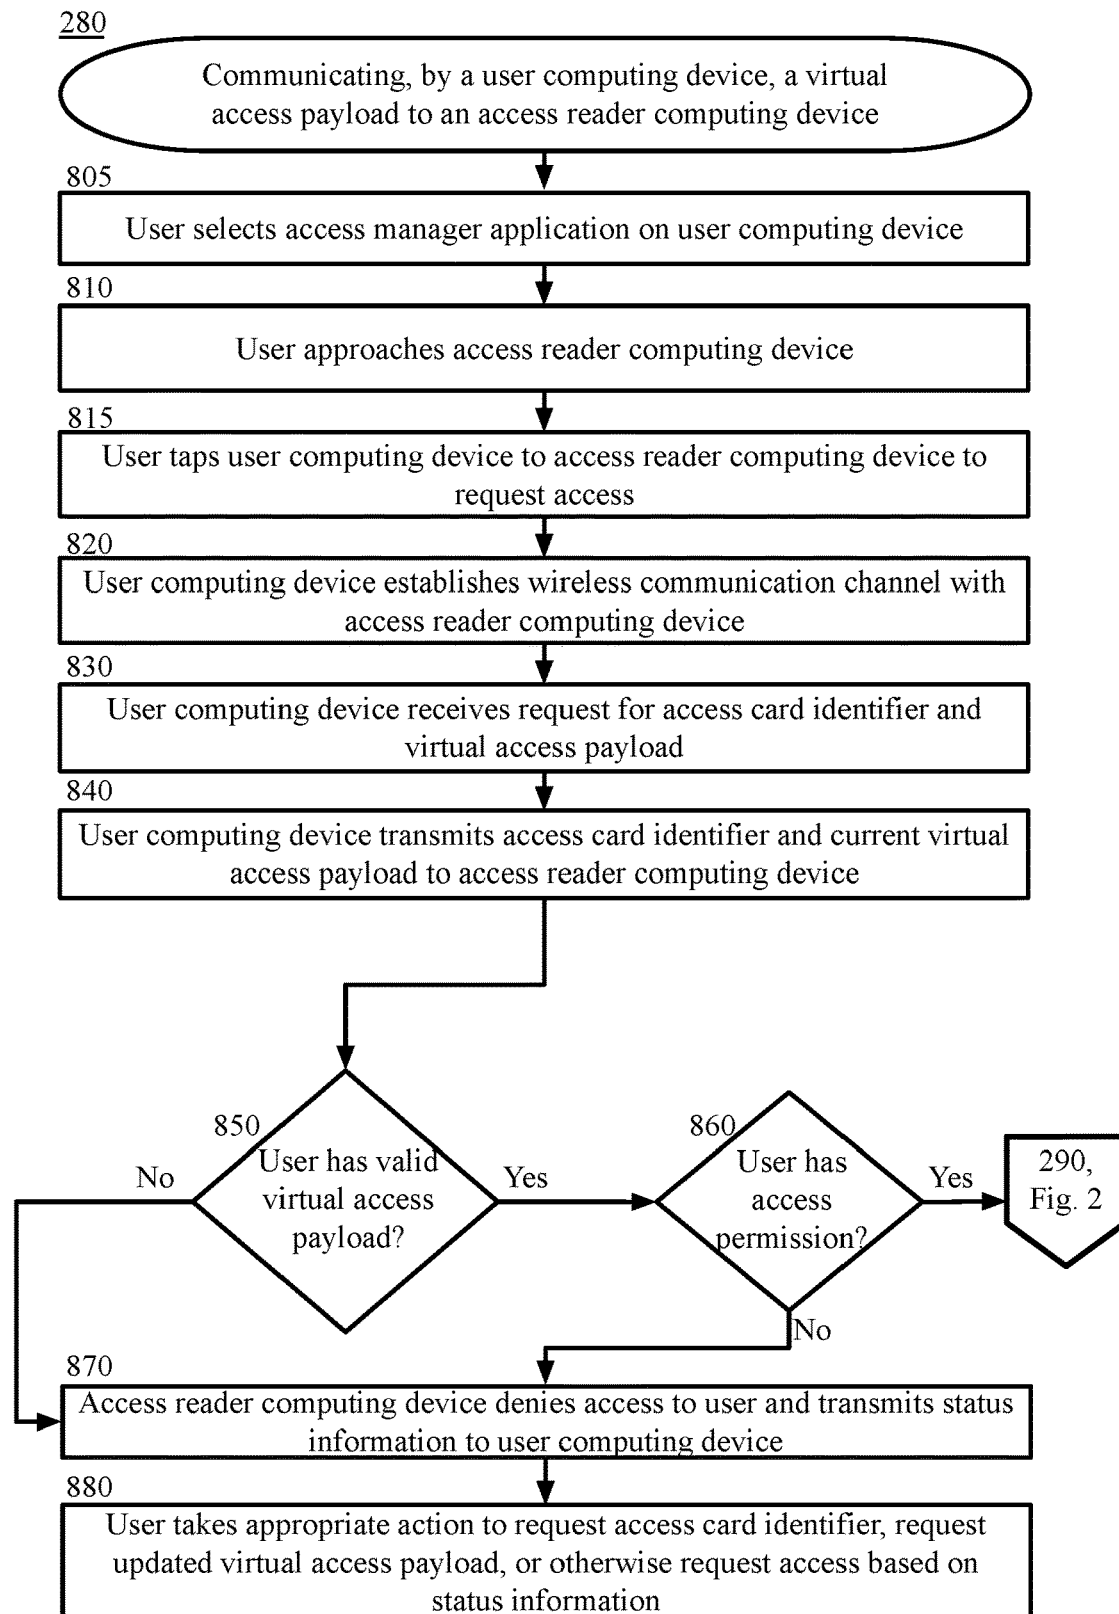 280
Communicating, by a user computing device, a virtual
access payload to an access reader computing device
805
User selects access manager application on user computing device
810
User approaches access reader computing device
815
User taps user computing device to access reader computing device to
request access
820
User computing device establishes wireless communication channel with
access reader computing device
830
User computing device receives request for access card identifier and
virtual access payload
840
User computing device transmits access card identifier and current virtual
access payload to access reader computing device
850
User has valid
virtual access
payload?
No
Yes
860
User has
access
permission?
Yes
290,
Fig. 2
No
870
Access reader computing device denies access to user and transmits status
information to user computing device
880
User takes appropriate action to request access card identifier, request
updated virtual access payload, or otherwise request access based on
status information